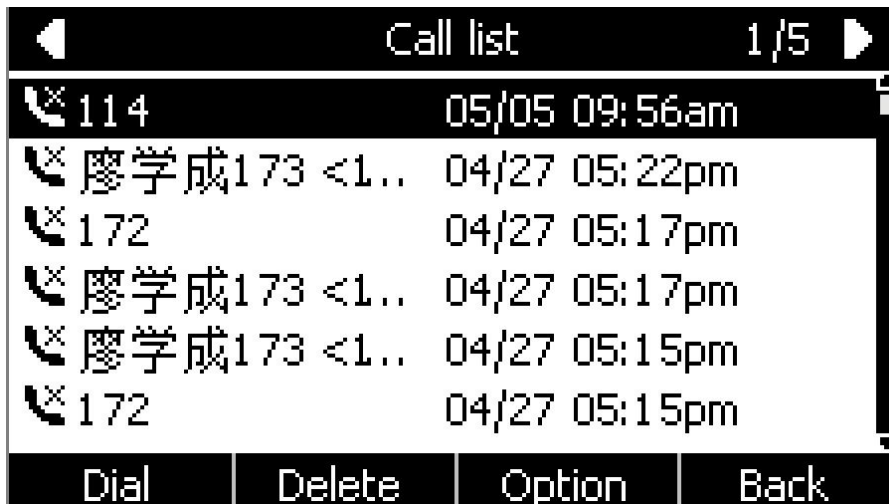 Call list 1/5
114 05/05 09:56am
廖学成173 <1.. 04/27 05:22pm
172 04/27 05:17pm
廖学成173 <1.. 04/27 05:17pm
廖学成173 <1.. 04/27 05:15pm
172 04/27 05:15pm
Dial Delete Option Back